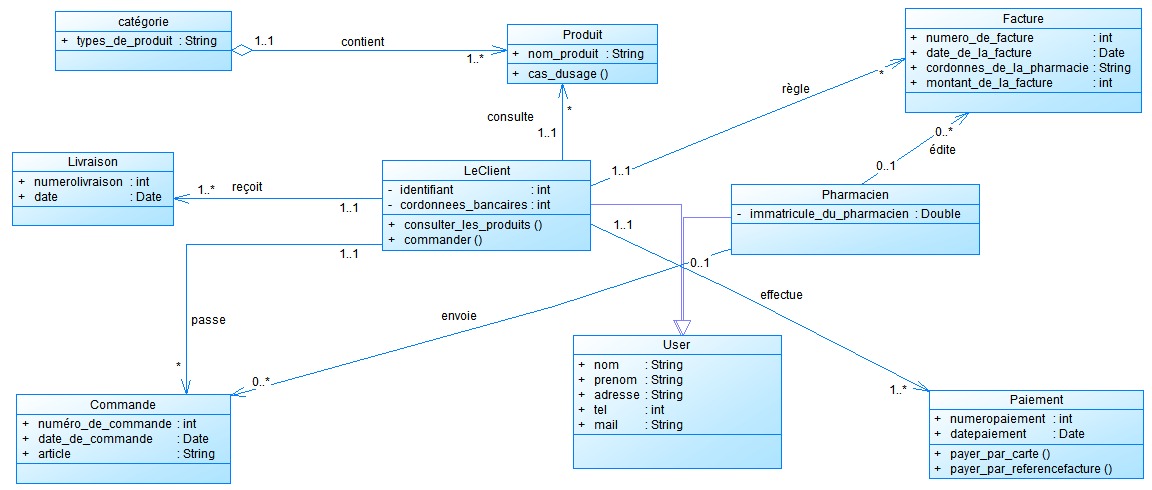 catégorie
+ types_de_produit : String
1..1
contient
1..*
Produit
+ nom_produit : String
+ cas_dusage ()
Facture
+ numero_de_facture : int
+ date_de_la_facture : Date
+ cordonnes_de_la_pharmacie : String
+ montant_de_la_facture : int
règle
*
*
consulte
1..1
0..*
édite
0..1
1..1
Livraison
+ numerolivraison : int
+ date : Date
1..*
reçoit
1..1
LeClient
- identifiant : int
- cordonnees_bancaires : int
+ consulter_les_produits ()
+ commander ()
Pharmacien
- immatricule_du_pharmacien : Double
1..1
1..1
0..1
effectue
passe
envoie
*
0..*
User
+ nom : String
+ prenom : String
+ adresse : String
+ tel : int
+ mail : String
1..*
Commande
+ numéro_de_commande : int
+ date_de_commande : Date
+ article : String
Paiement
+ numeropaiement : int
+ datepaiement : Date
+ payer_par_carte ()
+ payer_par_referencefacture ()